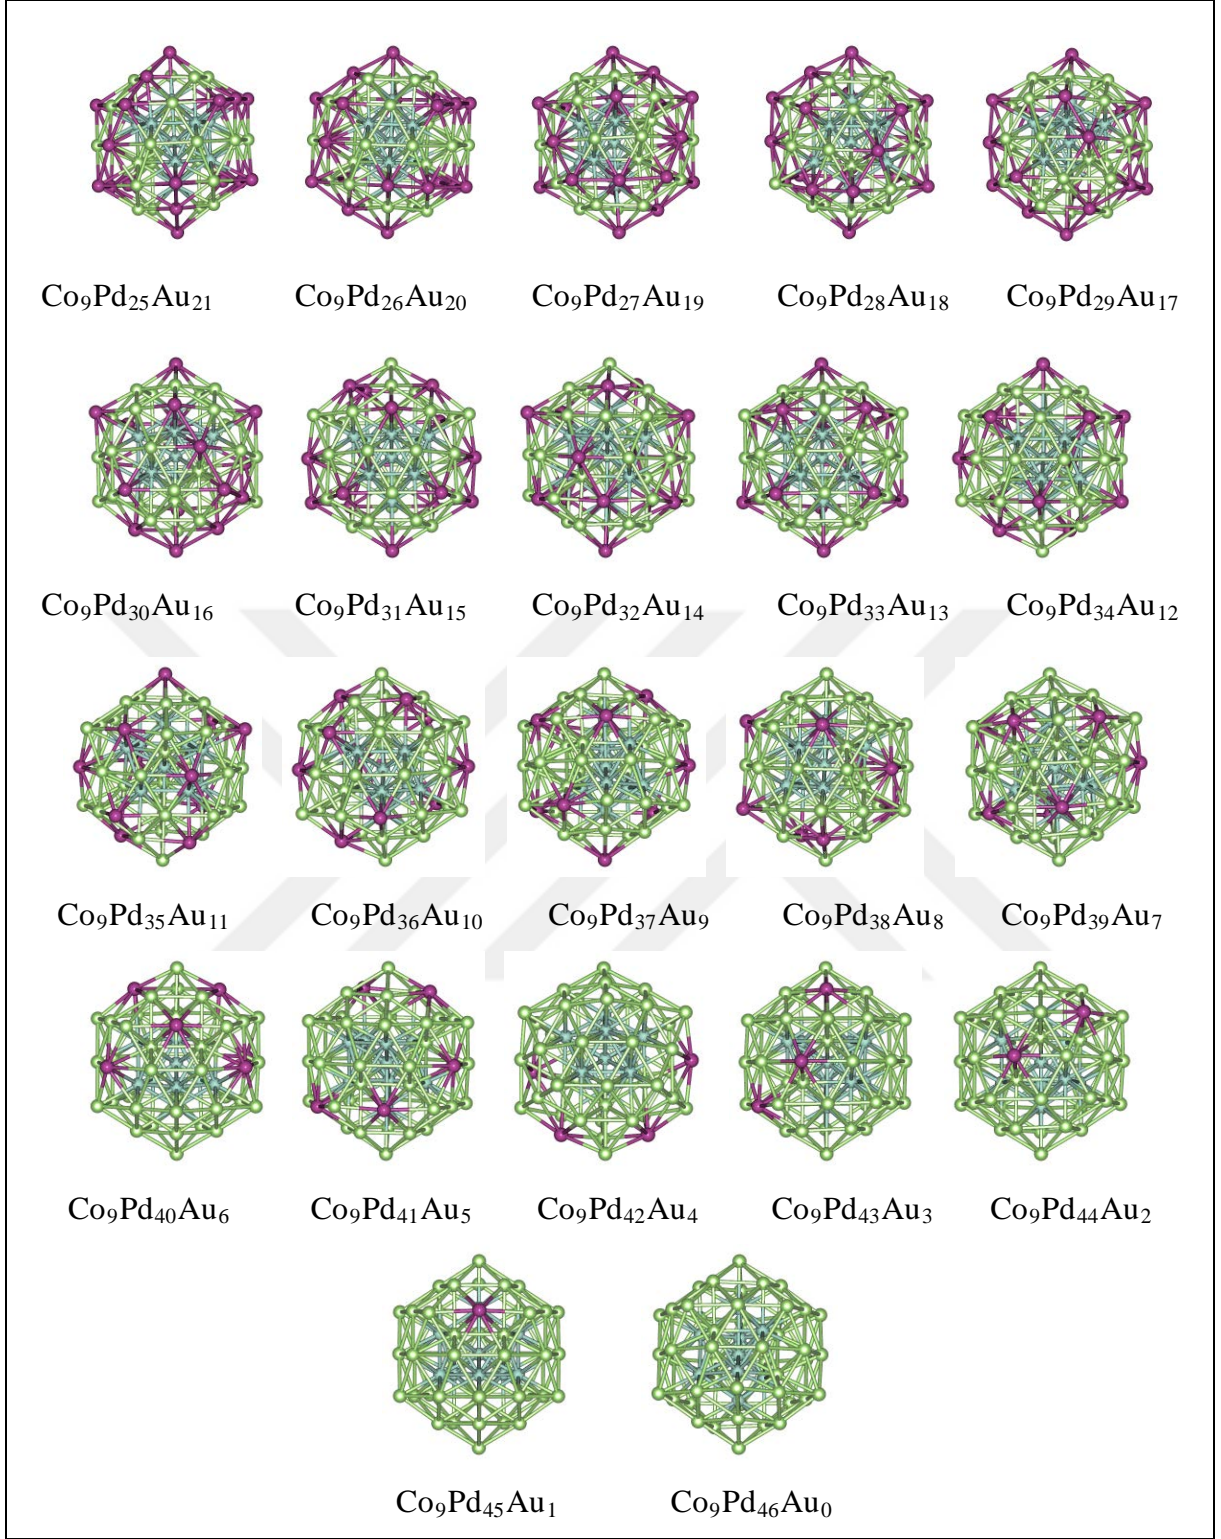 Co₉Pd₂₅Au₂₁ Co₉Pd₂₆Au₂₀ Co₉Pd₂₇Au₁₉ Co₉Pd₂₈Au₁₈ Co₉Pd₂₉Au₁₇
Co₉Pd₃₀Au₁₆ Co₉Pd₃₁Au₁₅ Co₉Pd₃₂Au₁₄ Co₉Pd₃₃Au₁₃ Co₉Pd₃₄Au₁₂
Co₉Pd₃₅Au₁₁ Co₉Pd₃₆Au₁₀ Co₉Pd₃₇Au₉ Co₉Pd₃₈Au₈ Co₉Pd₃₉Au₇
Co₉Pd₄₀Au₆ Co₉Pd₄₁Au₅ Co₉Pd₄₂Au₄ Co₉Pd₄₃Au₃ Co₉Pd₄₄Au₂
Co₉Pd₄₅Au₁ Co₉Pd₄₆Au₀